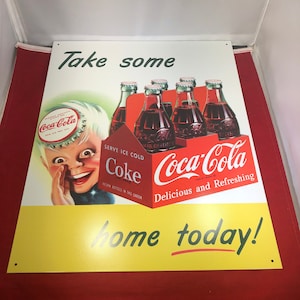 Take some
Coca-Cola
SERVE ICE COLD
Coke
Coca-Cola
Delicious and Refreshing
home today!